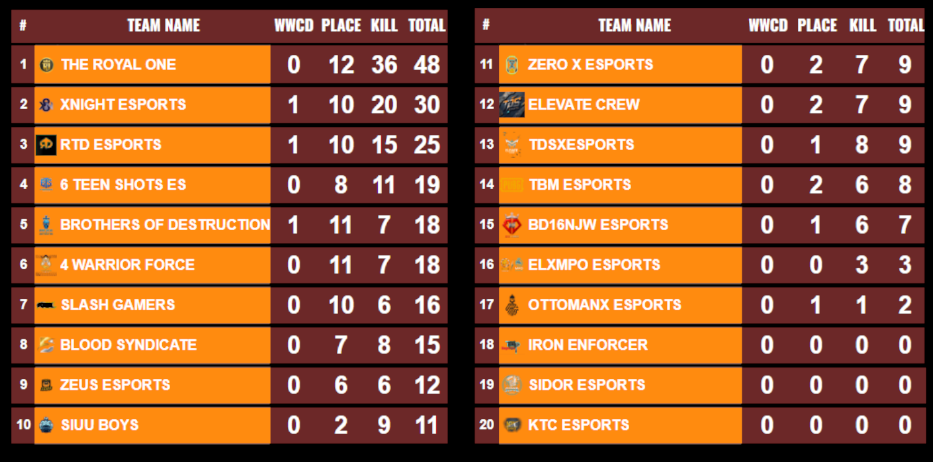 # TEAM NAME WWCD PLACE KILL TOTAL
1 THE ROYAL ONE 0 12 36 48
2 XNIGHT ESPORTS 1 10 20 30
3 RTD ESPORTS 1 10 15 25
4 6 TEEN SHOTS ES 0 8 11 19
5 BROTHERS OF DESTRUCTION 1 11 7 18
6 4 WARRIOR FORCE 0 11 7 18
7 SLASH GAMERS 0 10 6 16
8 BLOOD SYNDICATE 0 7 8 15
9 ZEUS ESPORTS 0 6 6 12
10 SIUU BOYS 0 2 9 11
# TEAM NAME WWCD PLACE KILL TOTAL
11 ZERO X ESPORTS 0 2 7 9
12 ELEVATE CREW 0 2 7 9
13 TDSXESPORTS 0 1 8 9
14 TBM ESPORTS 0 2 6 8
15 BD16NJW ESPORTS 0 1 6 7
16 ELXMPO ESPORTS 0 0 3 3
17 OTTOMANX ESPORTS 0 1 1 2
18 IRON ENFORCER 0 0 0 0
19 SIDOR ESPORTS 0 0 0 0
20 KTC ESPORTS 0 0 0 0